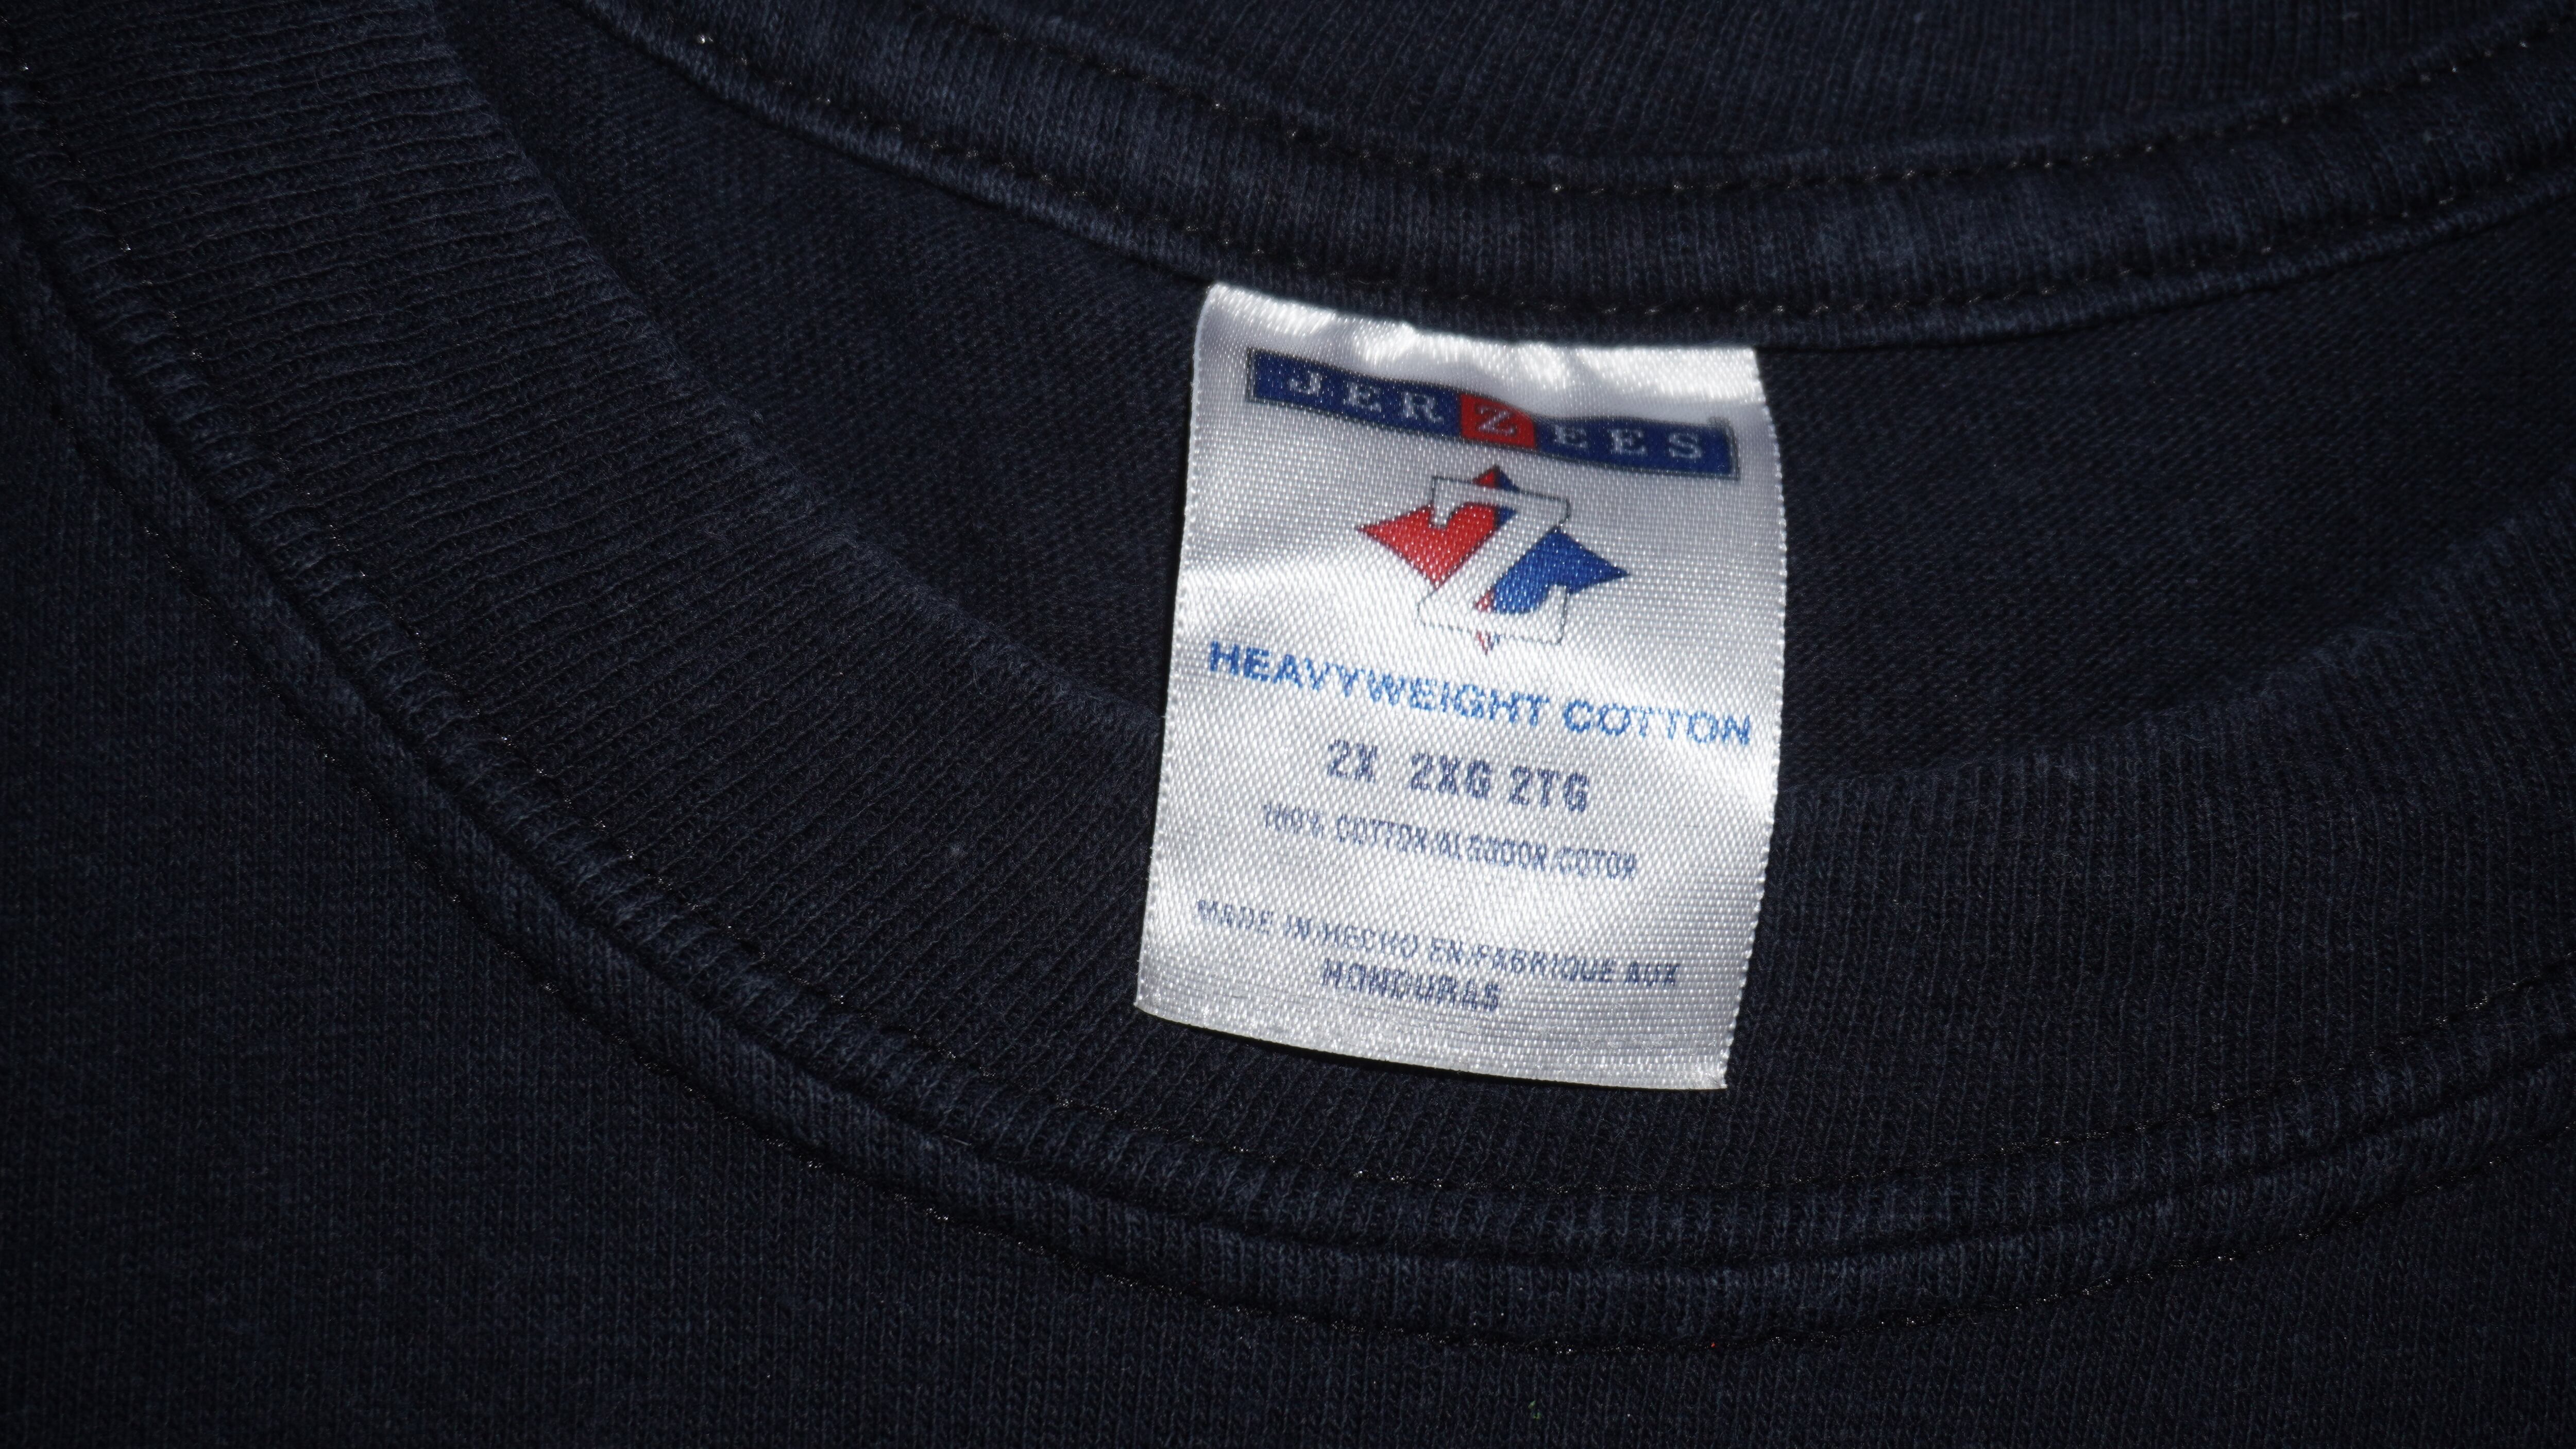 JERZEES
Z
HEAVYWEIGHT COTTON
2X 2XG 2TG
100% COTTON/ALGODON/COTON
MADE IN/HECHO EN/FABRIQUE AUX
HONDURAS